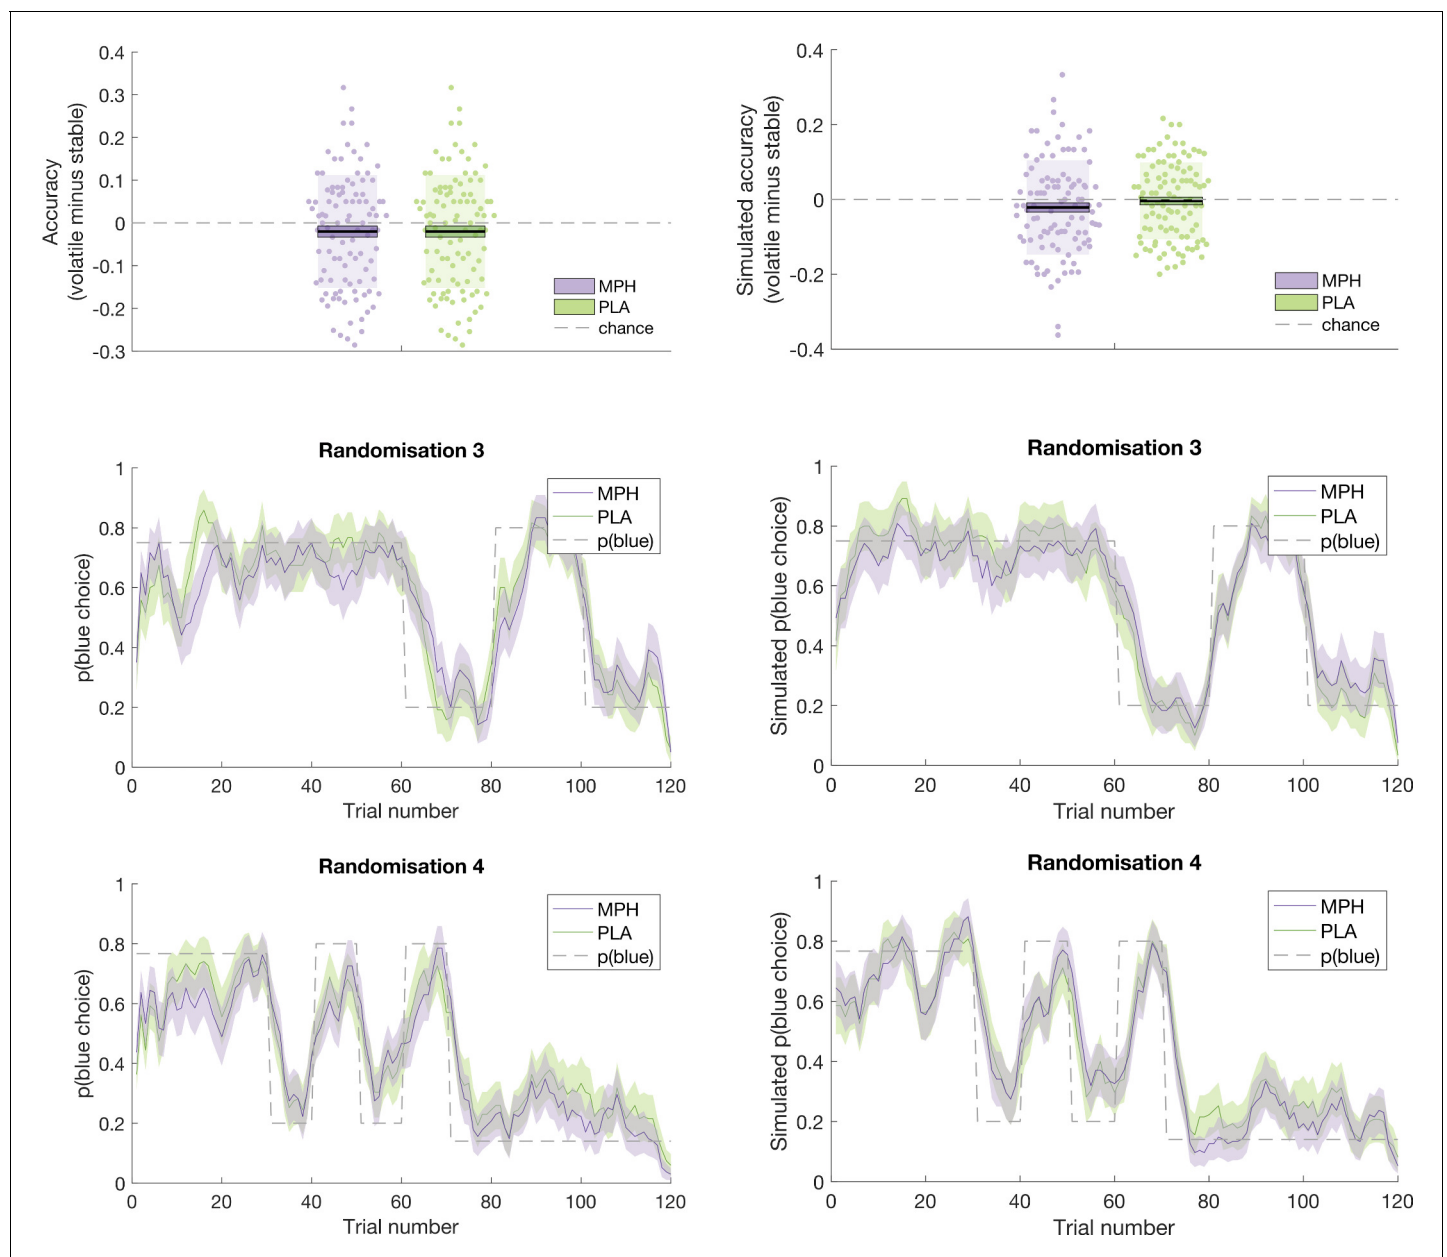 0.4
0.3
0.2
0.1
0
-0.1
-0.2
-0.3
Accuracy
(volatile minus stable)
MPH
PLA
chance
0.4
0.2
0
-0.2
-0.4
Simulated accuracy
(volatile minus stable)
MPH
PLA
chance
Randomisation 3
1
0.8
0.6
0.4
0.2
0
p(blue choice)
MPH
PLA
p(blue)
0 20 40 60 80 100 120
Trial number
Randomisation 3
1
0.8
0.6
0.4
0.2
0
Simulated p(blue choice)
MPH
PLA
p(blue)
0 20 40 60 80 100 120
Trial number
Randomisation 4
1
0.8
0.6
0.4
0.2
0
p(blue choice)
MPH
PLA
p(blue)
0 20 40 60 80 100 120
Trial number
Randomisation 4
1
0.8
0.6
0.4
0.2
0
Simulated p(blue choice)
MPH
PLA
p(blue)
0 20 40 60 80 100 120
Trial number